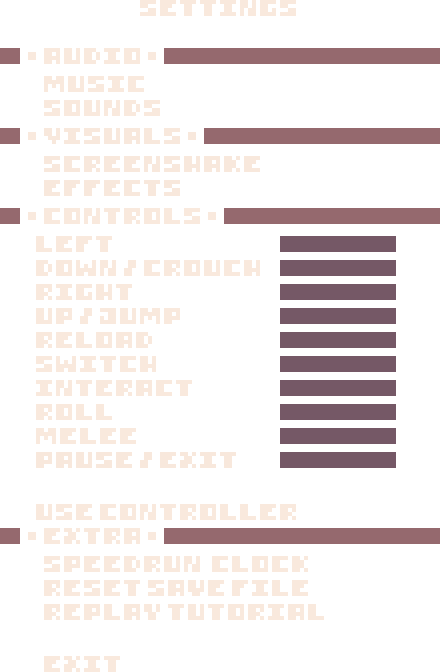 SETTINGS
• AUDIO •
MUSIC
SOUNDS
• VISUALS •
SCREENSHAKE
EFFECTS
• CONTROLS •
LEFT
DOWN / CROUCH
RIGHT
UP / JUMP
RELOAD
SWITCH
INTERACT
ROLL
MELEE
PAUSE / EXIT
USE CONTROLLER
• EXTRA •
SPEEDRUN CLOCK
RESET SAVE FILE
REPLAY TUTORIAL
EXIT